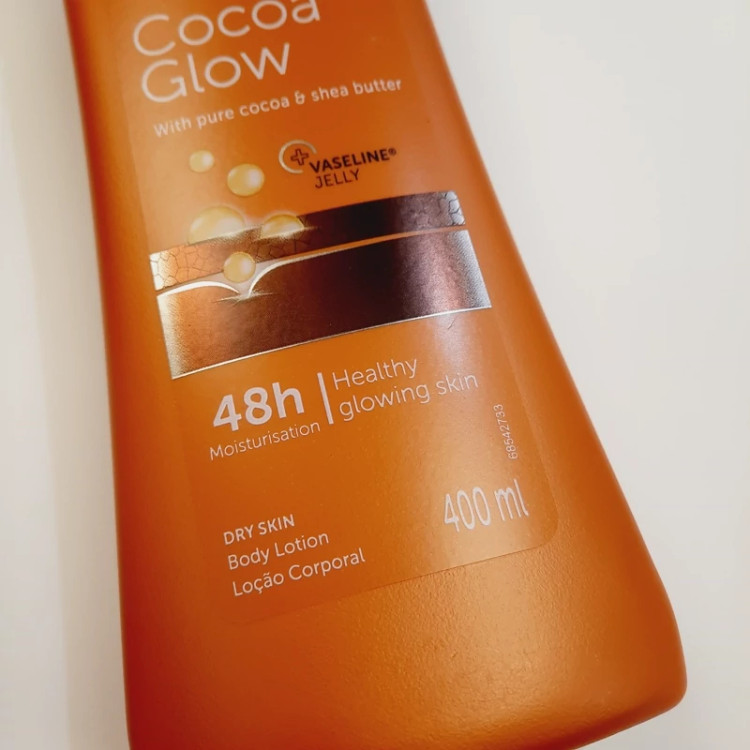 Cocoa
Glow
With pure cocoa & shea butter
VASELINE®
JELLY
48h
Moisturisation
Healthy
glowing skin
68542733
400 ml
DRY SKIN
Body Lotion
Loção Corporal